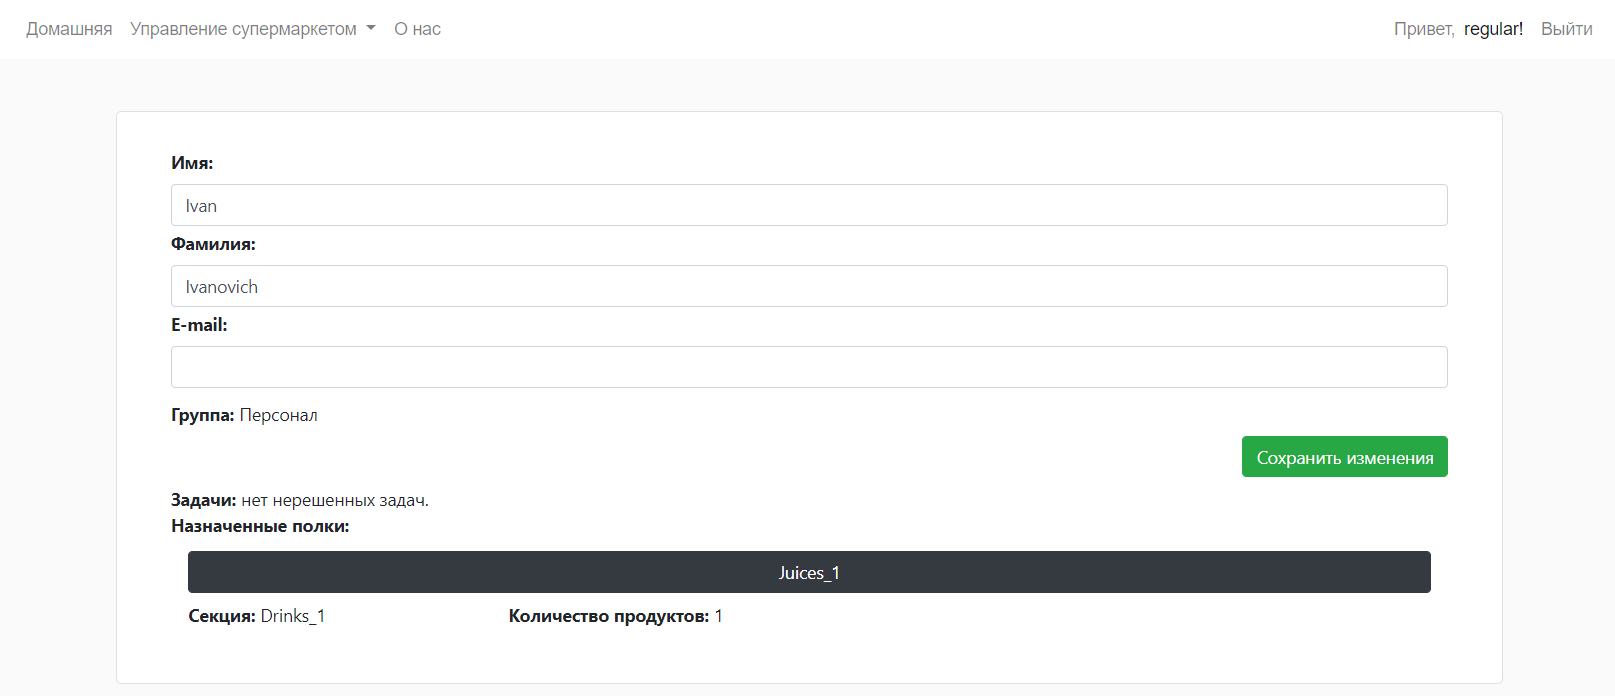 Домашняя Управление супермаркетом О нас Привет, regular! Выйти
Имя:
Ivan
Фамилия:
Ivanovich
E-mail:
Группа: Персонал
Сохранить изменения
Задачи: нет нерешенных задач.
Назначенные полки:
Juices_1
Секция: Drinks_1 Количество продуктов: 1